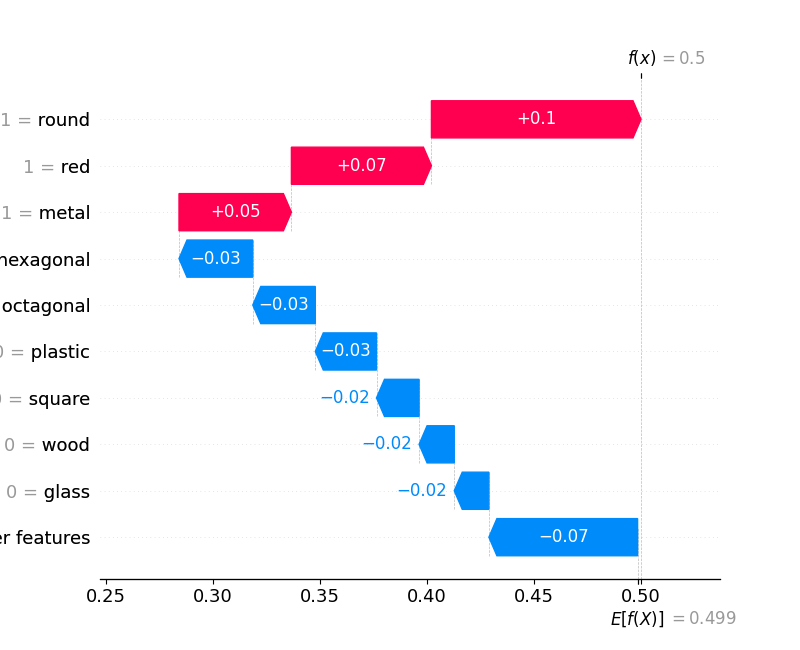 f(x) = 0.5
1 = round
+0.1
1 = red
+0.07
1 = metal
+0.05
hexagonal
−0.03
octagonal
−0.03
0 = plastic
−0.03
0 = square
−0.02
0 = wood
−0.02
0 = glass
−0.02
features
−0.07
0.25 0.30 0.35 0.40 0.45 0.50
E[f(X)] = 0.499